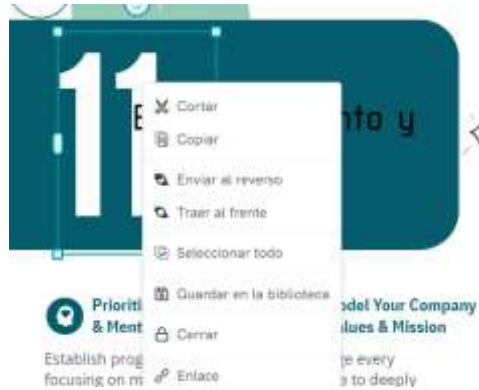 11
nto y
Cortar
Copiar
Enviar al reverso
Traer al frente
Seleccionar todo
Guardar en la biblioteca
Cerrar
Enlace
Prioriti
& Ment
odel Your Company
lues & Mission
Establish prog
focusing on m
e every
e to deeply